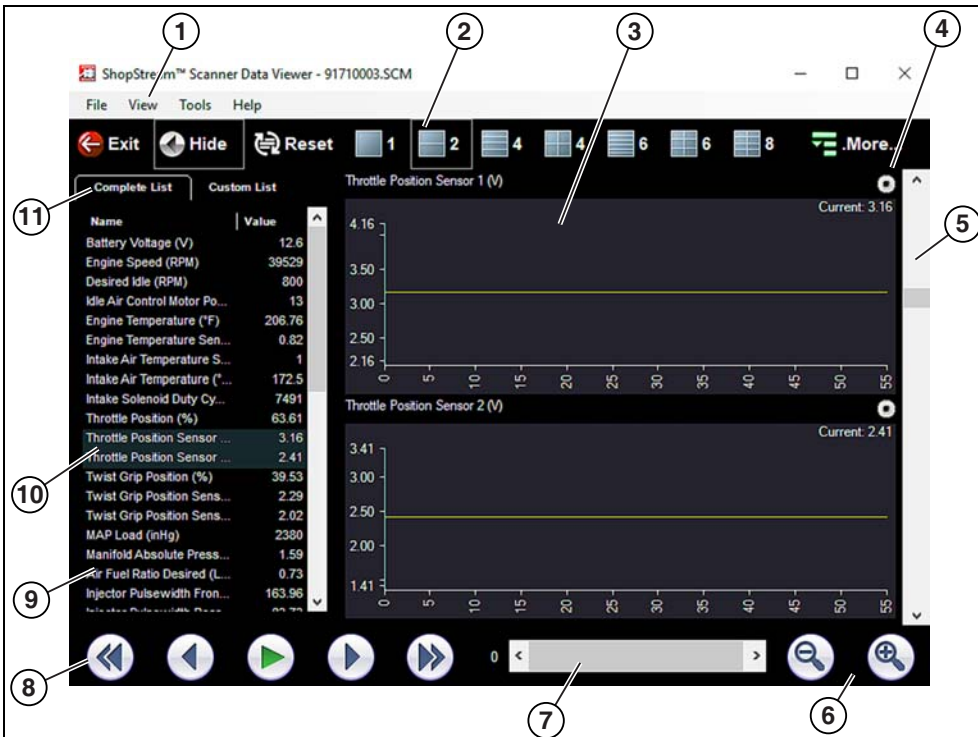 1 2 3 4
ShopStream™ Scanner Data Viewer - 91710003.SCM
File View Tools Help
Exit Hide Reset 1 2 4 4 6 6 8 .More..
Complete List Custom List
11
Name Value
Battery Voltage (V) 12.6
Engine Speed (RPM) 39529
Desired Idle (RPM) 800
Idle Air Control Motor Po... 13
Engine Temperature (°F) 206.76
Engine Temperature Sen... 0.82
Intake Air Temperature S... 1
Intake Air Temperature (°... 172.5
Intake Solenoid Duty Cy... 7491
Throttle Position (%) 63.61
Throttle Position Sensor ... 3.16
Throttle Position Sensor ... 2.41
Twist Grip Position (%) 39.53
Twist Grip Position Sens... 2.29
Twist Grip Position Sens... 2.02
MAP Load (inHg) 2380
Manifold Absolute Press... 1.59
Air Fuel Ratio Desired (L... 0.73
Injector Pulsewidth Fron... 163.96
10
9
Throttle Position Sensor 1 (V)
Current: 3.16
4.16
3.50
3.00
2.50
2.16
0 5 10 15 20 25 30 35 40 45 50 55
5
Throttle Position Sensor 2 (V)
Current: 2.41
3.41
3.00
2.50
2.00
1.41
0 5 10 15 20 25 30 35 40 45 50 55
0
8 7 6